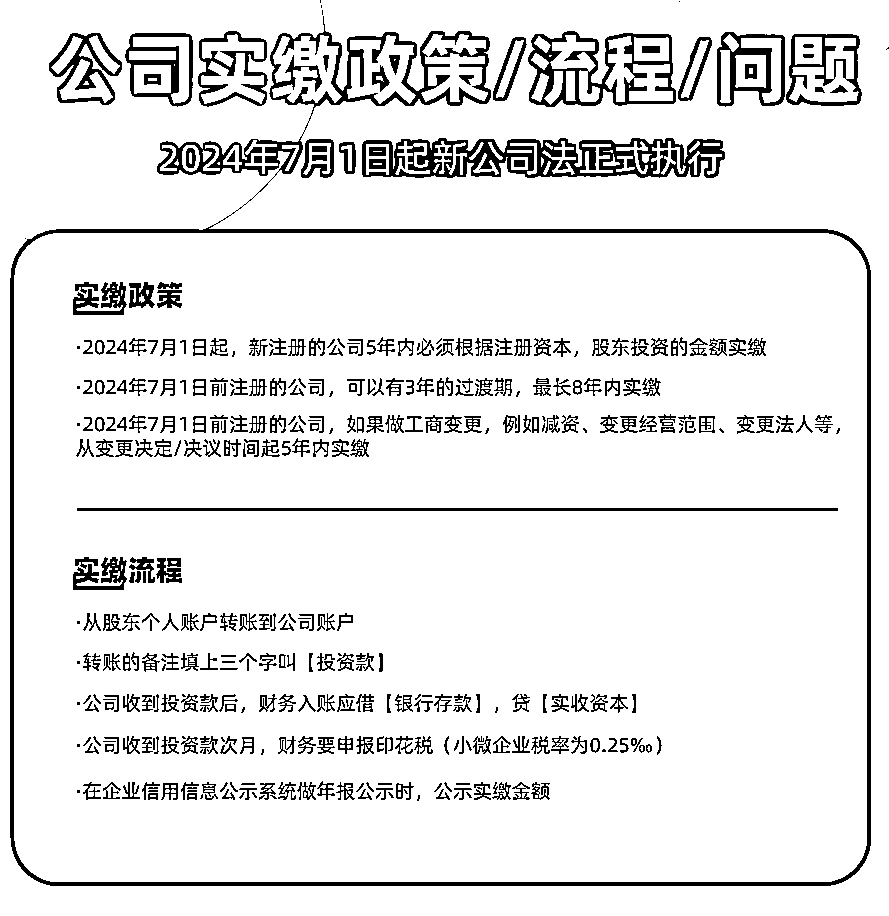 公司实缴政策/流程/问题
2024年7月1日起新公司法正式执行
实缴政策
·2024年7月1日起，新注册的公司5年内必须根据注册资本，股东投资的金额实缴
·2024年7月1日前注册的公司，可以有3年的过渡期，最长8年内实缴
·2024年7月1日前注册的公司，如果做工商变更，例如减资、变更经营范围、变更法人等，
从变更决定/决议时间起5年内实缴
实缴流程
·从股东个人账户转账到公司账户
·转账的备注填上三个字叫【投资款】
·公司收到投资款后，财务入账应借【银行存款】，贷【实收资本】
·公司收到投资款次月，财务要申报印花税（小微企业税率为0.25‰）
·在企业信用信息公示系统做年报公示时，公示实缴金额